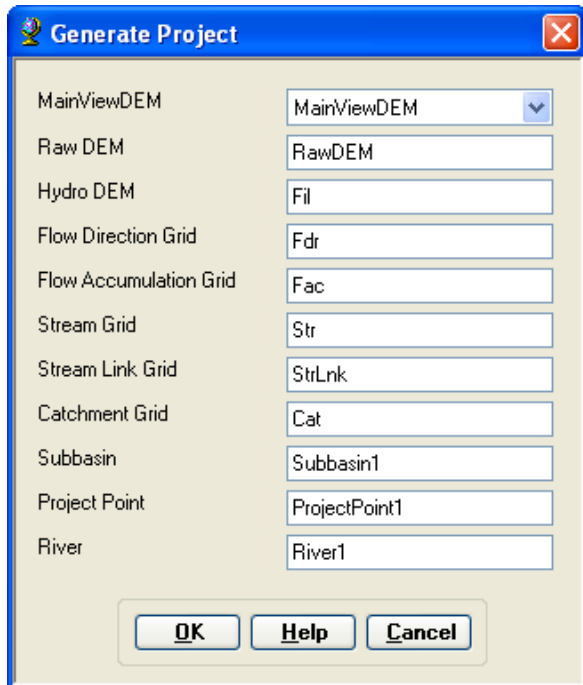 Generate Project
MainViewDEM MainViewDEM
Raw DEM RawDEM
Hydro DEM Fil
Flow Direction Grid Fdr
Flow Accumulation Grid Fac
Stream Grid Str
Stream Link Grid StrLnk
Catchment Grid Cat
Subbasin Subbasin1
Project Point ProjectPoint1
River River1
OK Help Cancel